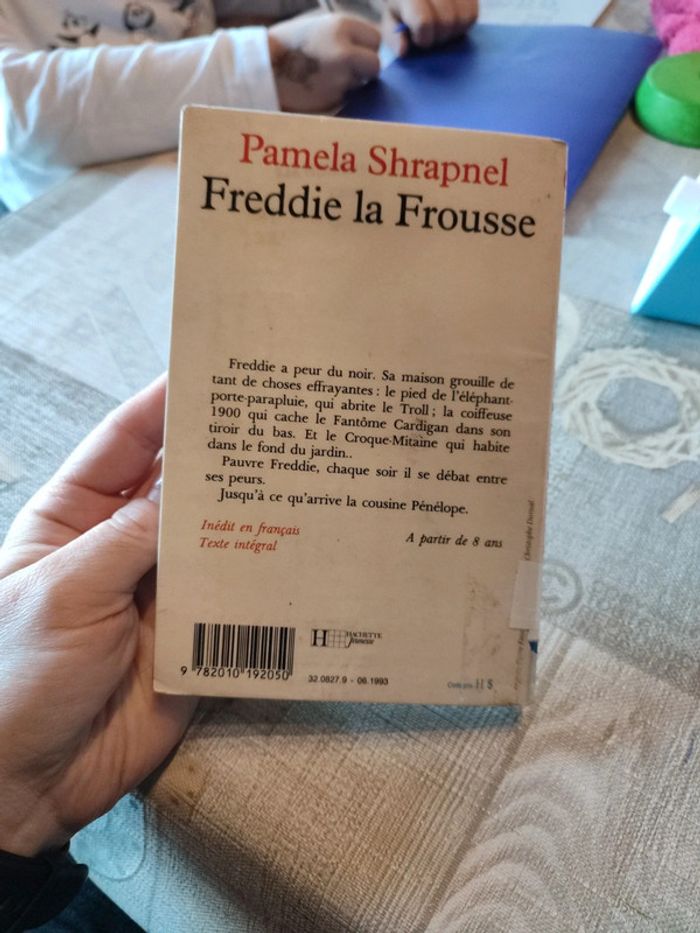 Pamela Shrapnel
Freddie la Frousse
Freddie a peur du noir. Sa maison grouille de
tant de choses effrayantes : le pied de l'éléphant-
porte-parapluie, qui abrite le Troll ; la coiffeuse
1900 qui cache le Fantôme Cardigan dans son
tiroir du bas. Et le Croque-Mitaine qui habite
dans le fond du jardin..
Pauvre Freddie, chaque soir il se débat entre
ses peurs.
Jusqu'à ce qu'arrive la cousine Pénélope.
Inédit en français
Texte intégral
A partir de 8 ans
HACHETTE
Jeunesse
9 782010 192050
32.0827.9 - 06.1993
Code prix